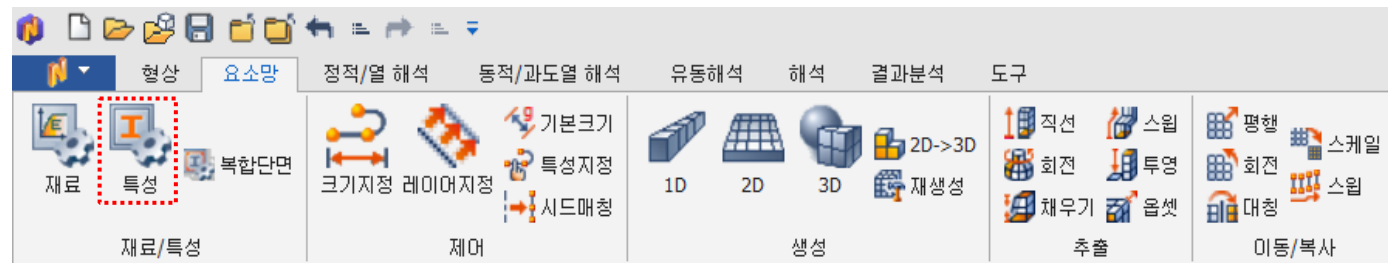 형상 요소망 정적/열 해석 동적/과도열 해석 유동해석 해석 결과분석 도구
재료 특성 복합단면
크기지정 레이어지정 기본크기
특성지정
시드매칭
1D 2D 3D 2D->3D
재생성
직선 스윕
회전 투영
채우기 옵셋
평행 스케일
회전 스윕
대칭
재료/특성 제어 생성 추출 이동/복사